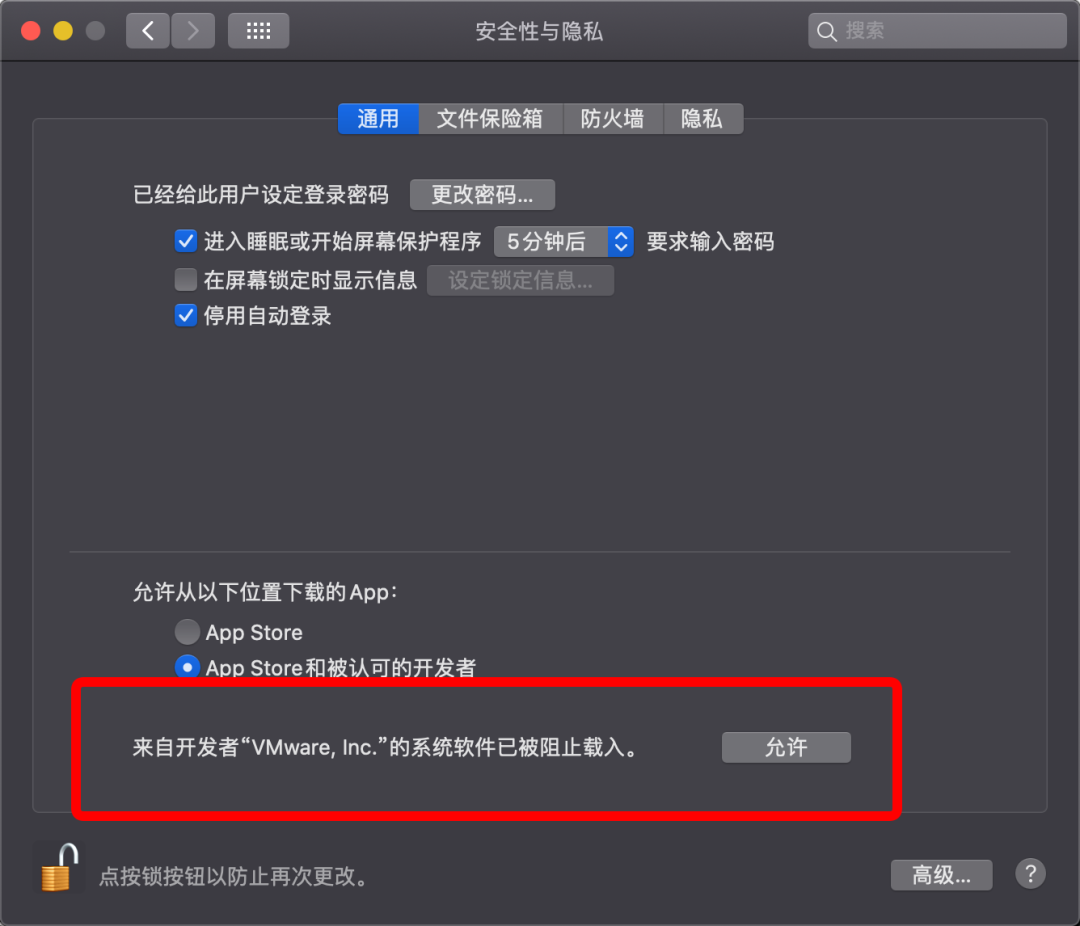 安全性与隐私
搜索
通用 文件保险箱 防火墙 隐私
已经给此用户设定登录密码 更改密码...
进入睡眠或开始屏幕保护程序 5分钟后 要求输入密码
在屏幕锁定时显示信息 设定锁定信息...
停用自动登录
允许从以下位置下载的App：
App Store
App Store和被认可的开发者
来自开发者“VMware, Inc.”的系统软件已被阻止载入。 允许
点按锁按钮以防止再次更改。 高级... ?